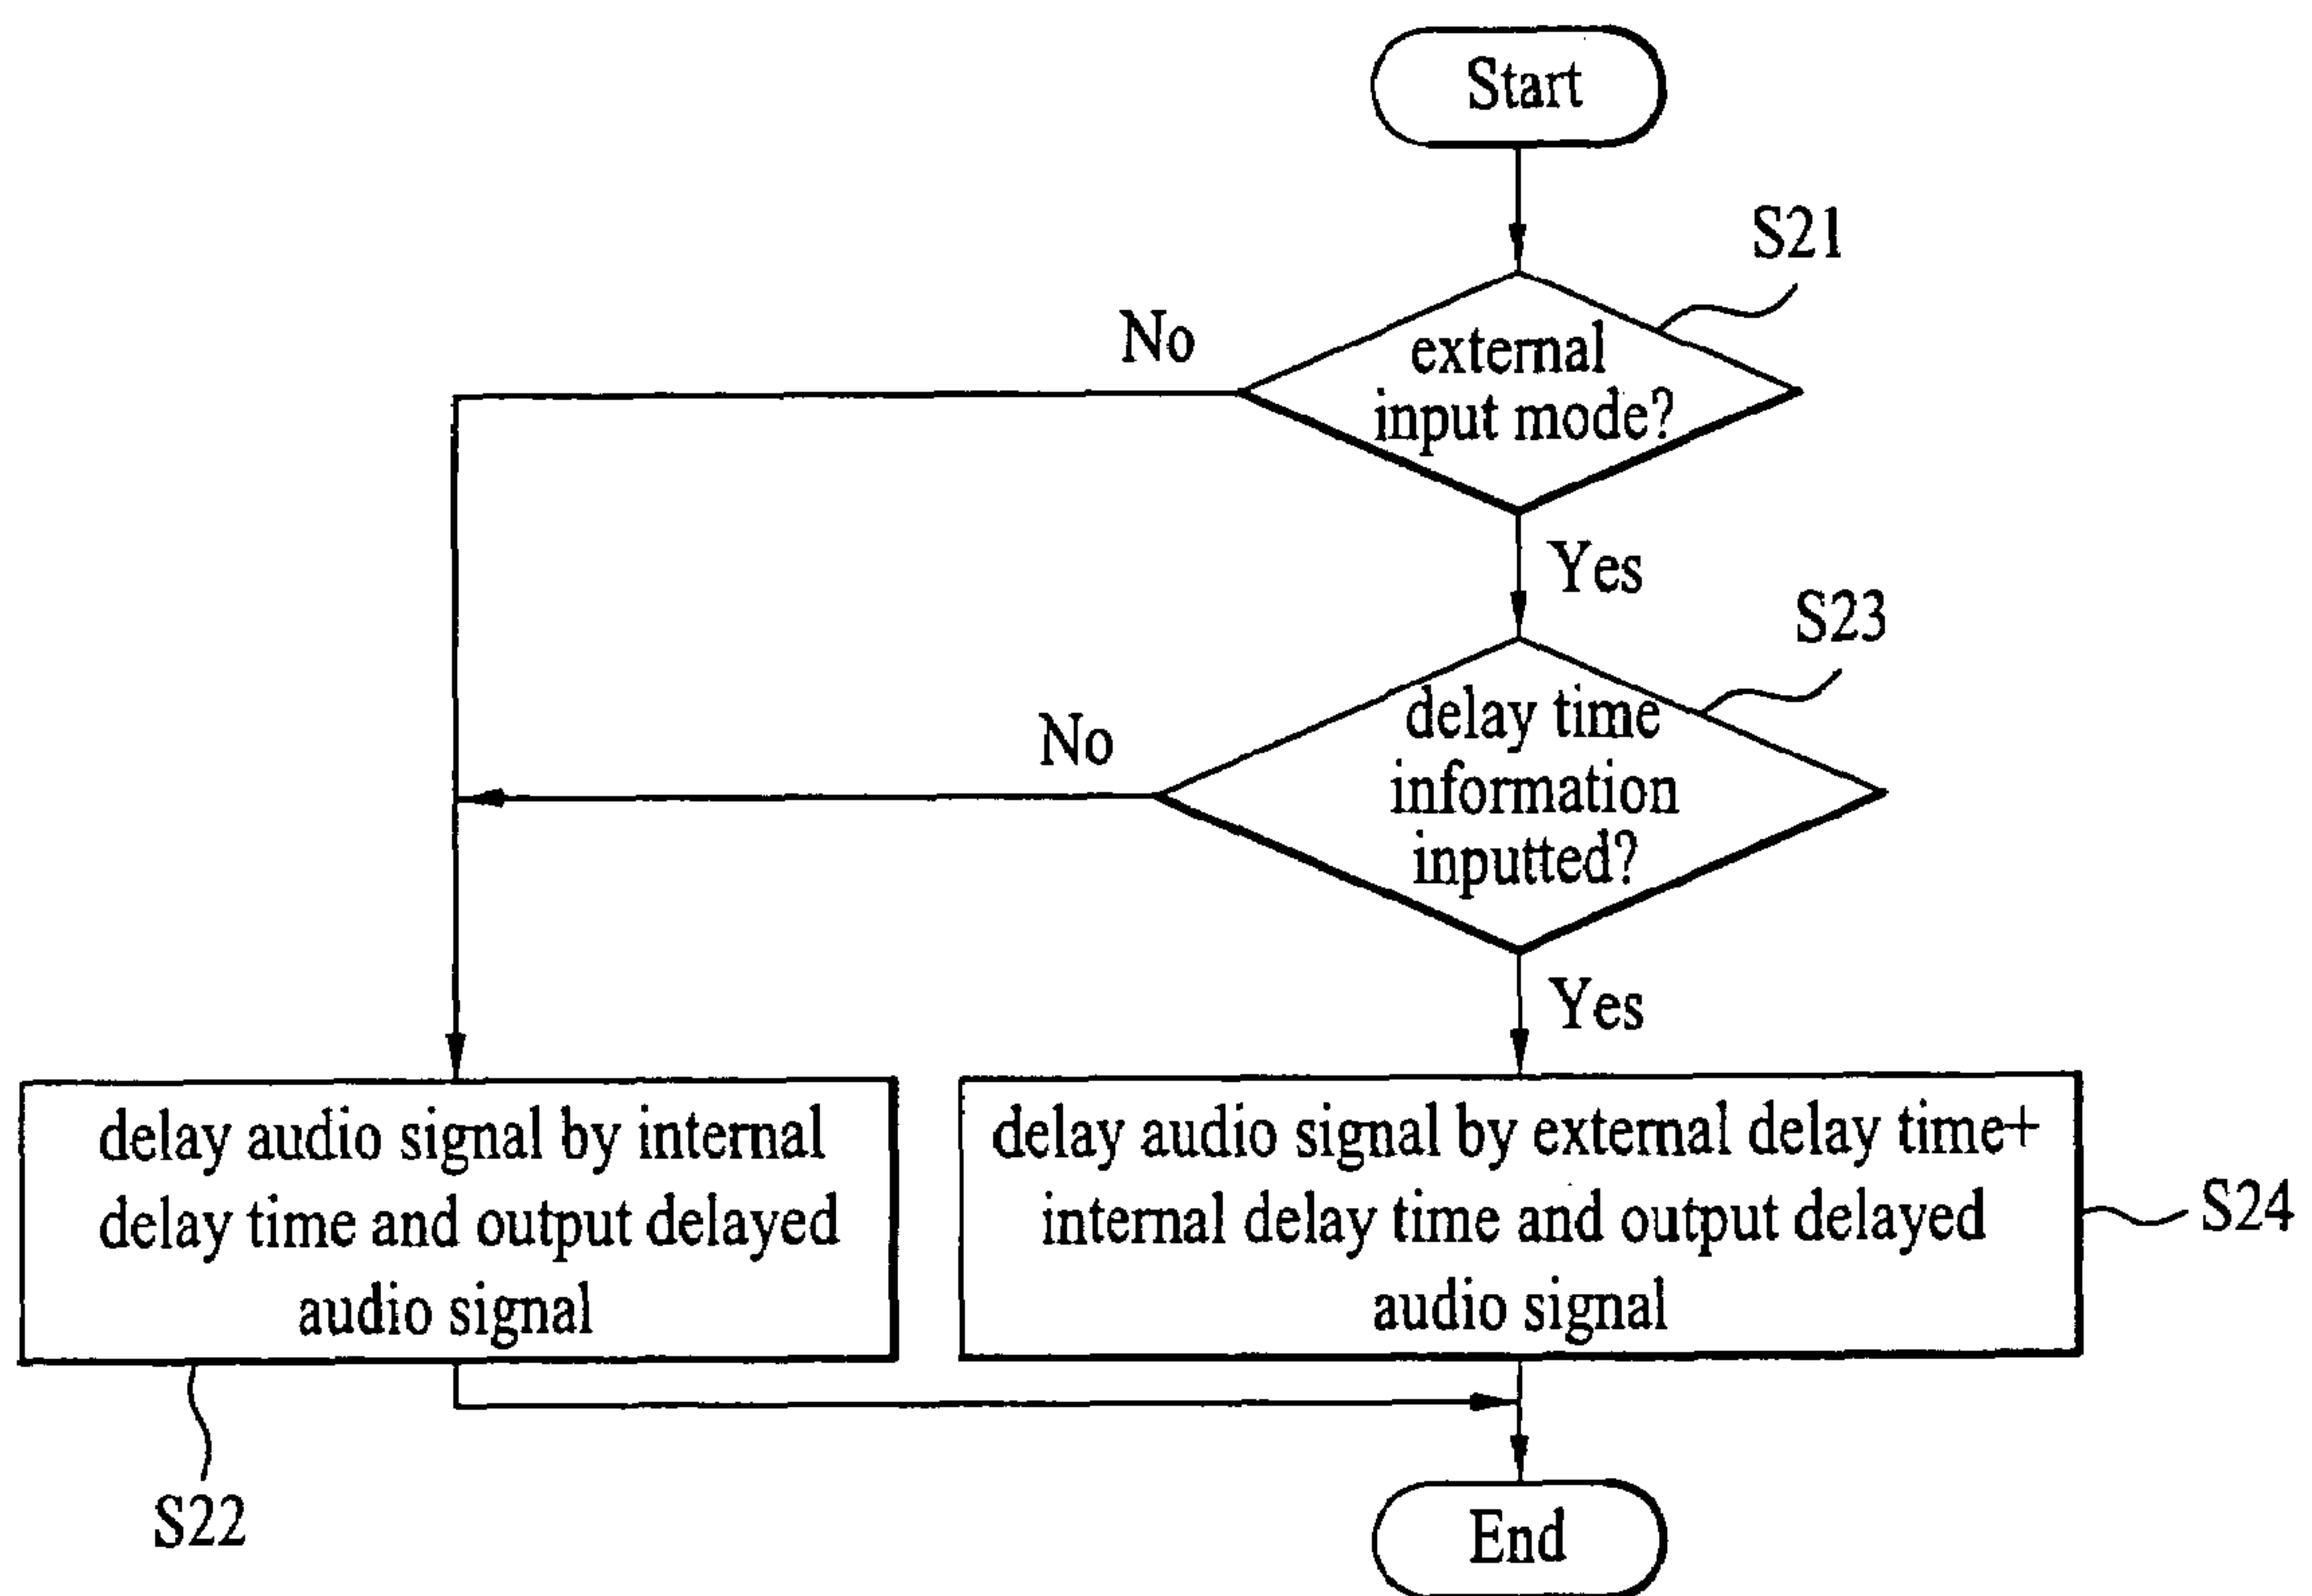 Start
S21
No
external
input mode?
Yes
S23
No
delay time
information
inputted?
Yes
delay audio signal by internal
delay time and output delayed
audio signal
delay audio signal by external delay time+
internal delay time and output delayed
audio signal
S24
S22
End